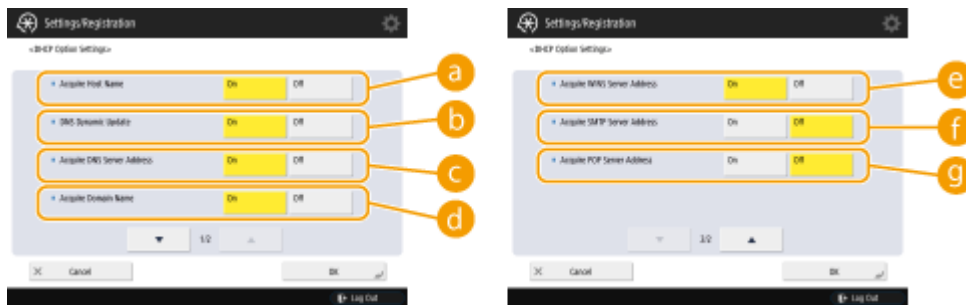 Settings/Registration
<DHCP Option Settings>
Acquire Host Name On Off
a
DNS Dynamic Update On Off
b
Acquire DNS Server Address On Off
c
Acquire Domain Name On Off
d
1/2
Cancel OK
Log Out
Settings/Registration
<DHCP Option Settings>
Acquire WINS Server Address On Off
e
Acquire SMTP Server Address On Off
f
Acquire POP Server Address On Off
g
2/2
Cancel OK
Log Out